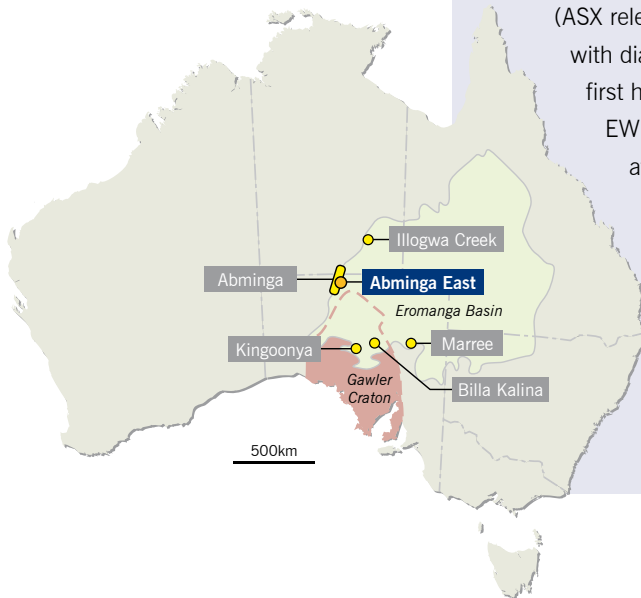 (ASX rele
with dia
first h
EW
a
Illogwa Creek
Abminga
Abminga East
Eromanga Basin
Kingoonya
Marree
Gawler
Craton
Billa Kalina
500km